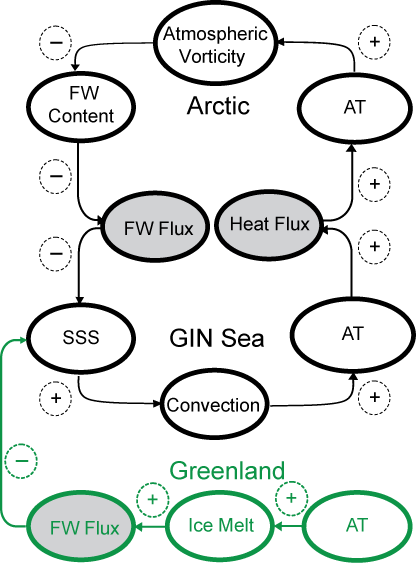 Atmospheric
Vorticity
−
+
FW
Content
Arctic
AT
−
+
FW Flux
Heat Flux
−
+
SSS
GIN Sea
AT
+
Convection
+
−
Greenland
+
+
FW Flux
Ice Melt
AT